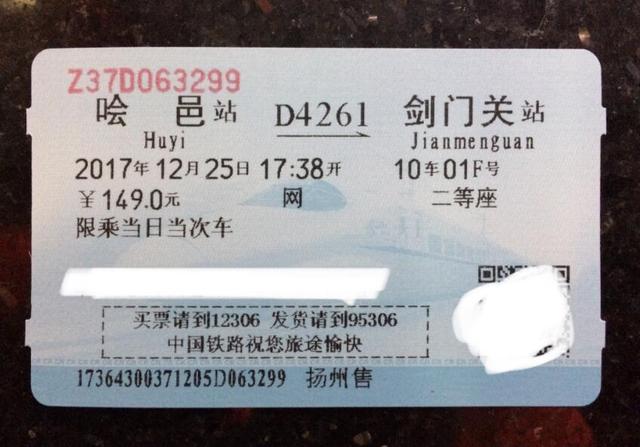 Z37D063299
哙邑站 D4261 剑门关站
Huyi Jianmenguan
2017年12月25日17:38开 10车01F号
¥149.0元 网 二等座
限乘当日当次车
买票请到12306 发货请到95306
中国铁路祝您旅途愉快
17364300371205D063299 扬州售